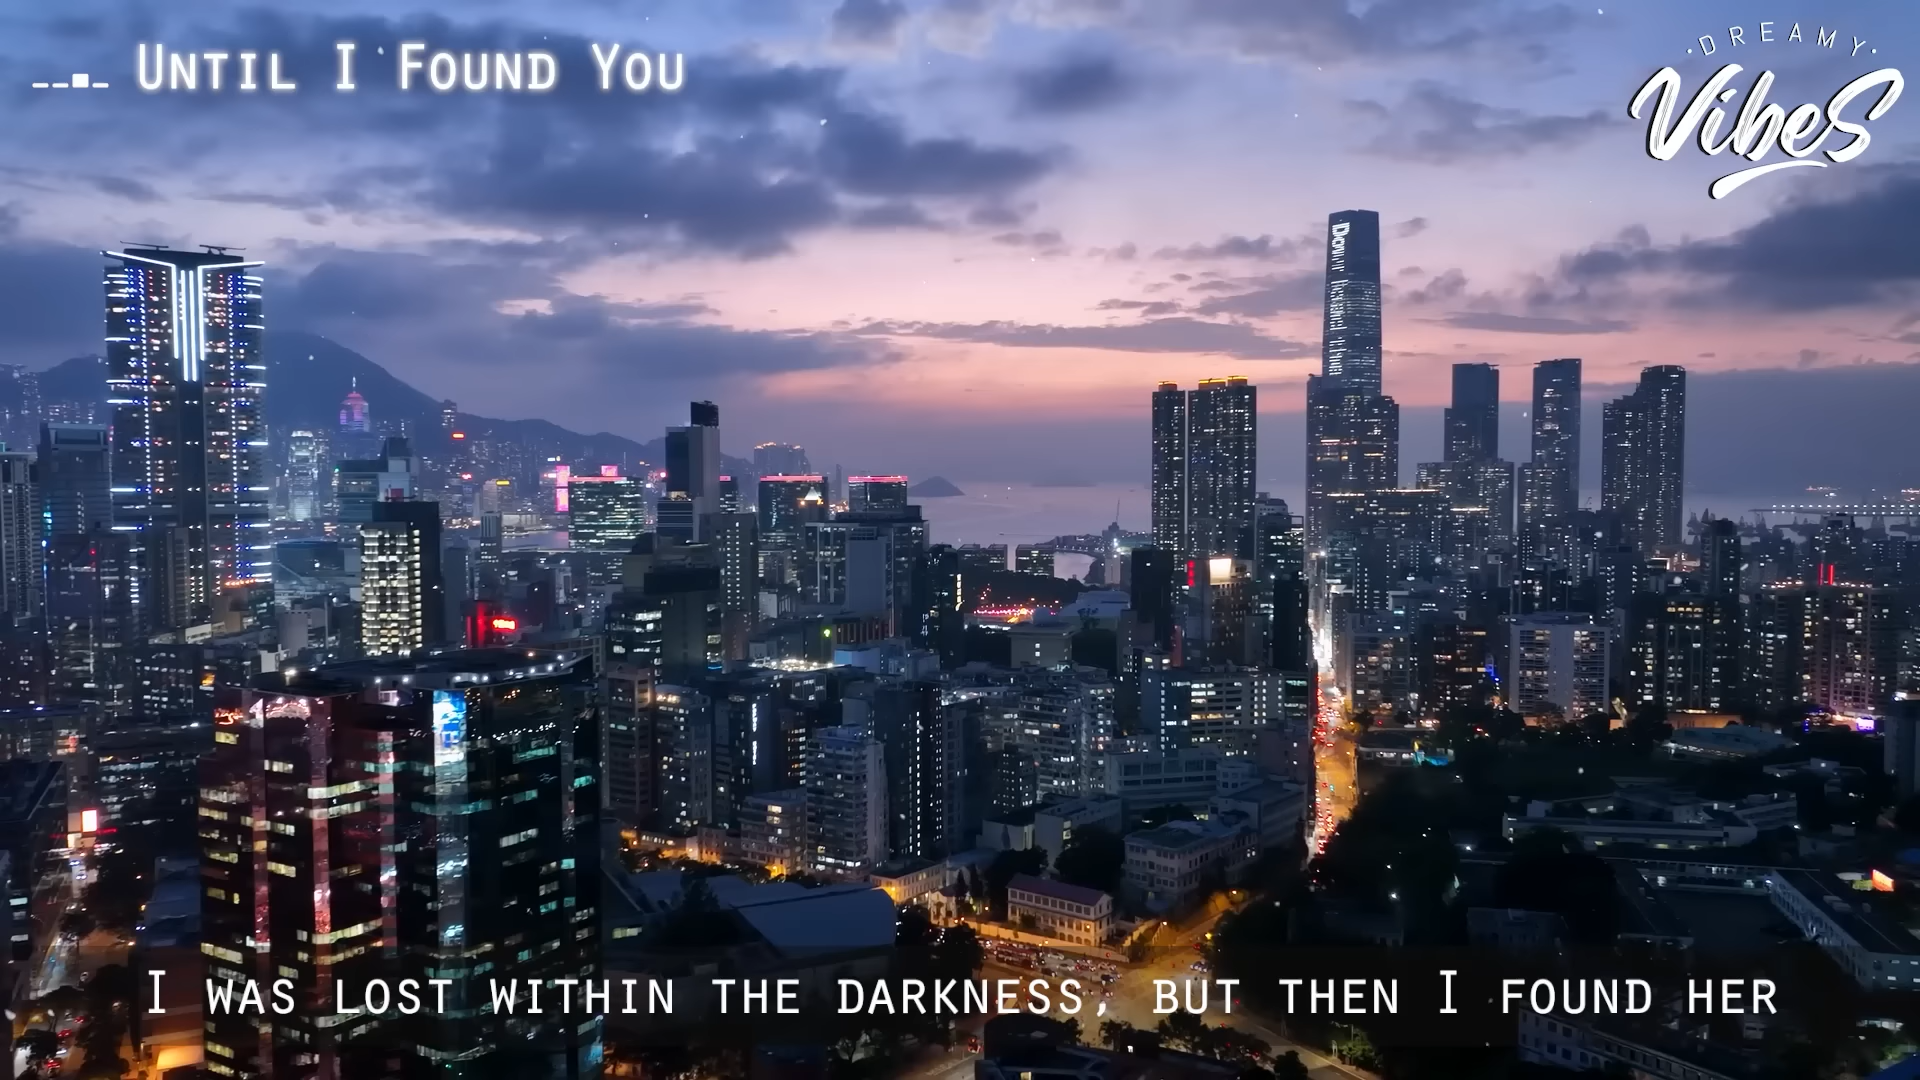 Until I Found You
DREAMY
Vibes
I was lost within the darkness, but then I found her